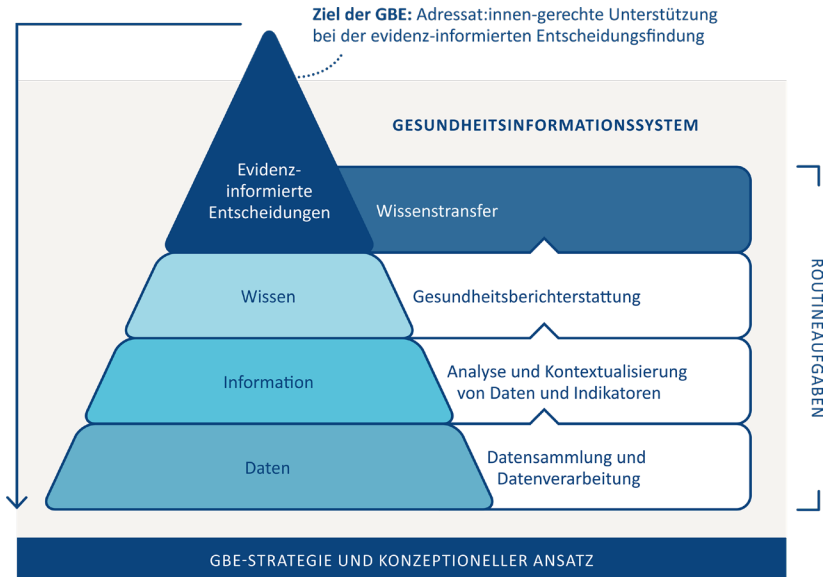 Ziel der GBE: Adressat:innen-gerechte Unterstützung
bei der evidenz-informierten Entscheidungsfindung
GESUNDHEITSINFORMATIONSSYSTEM
Evidenz-
informierte
Entscheidungen
Wissenstransfer
Wissen
Gesundheitsberichterstattung
Information
Analyse und Kontextualisierung
von Daten und Indikatoren
Daten
Datensammlung und
Datenverarbeitung
ROUTINEAUFGABEN
GBE-STRATEGIE UND KONZEPTIONELLER ANSATZ